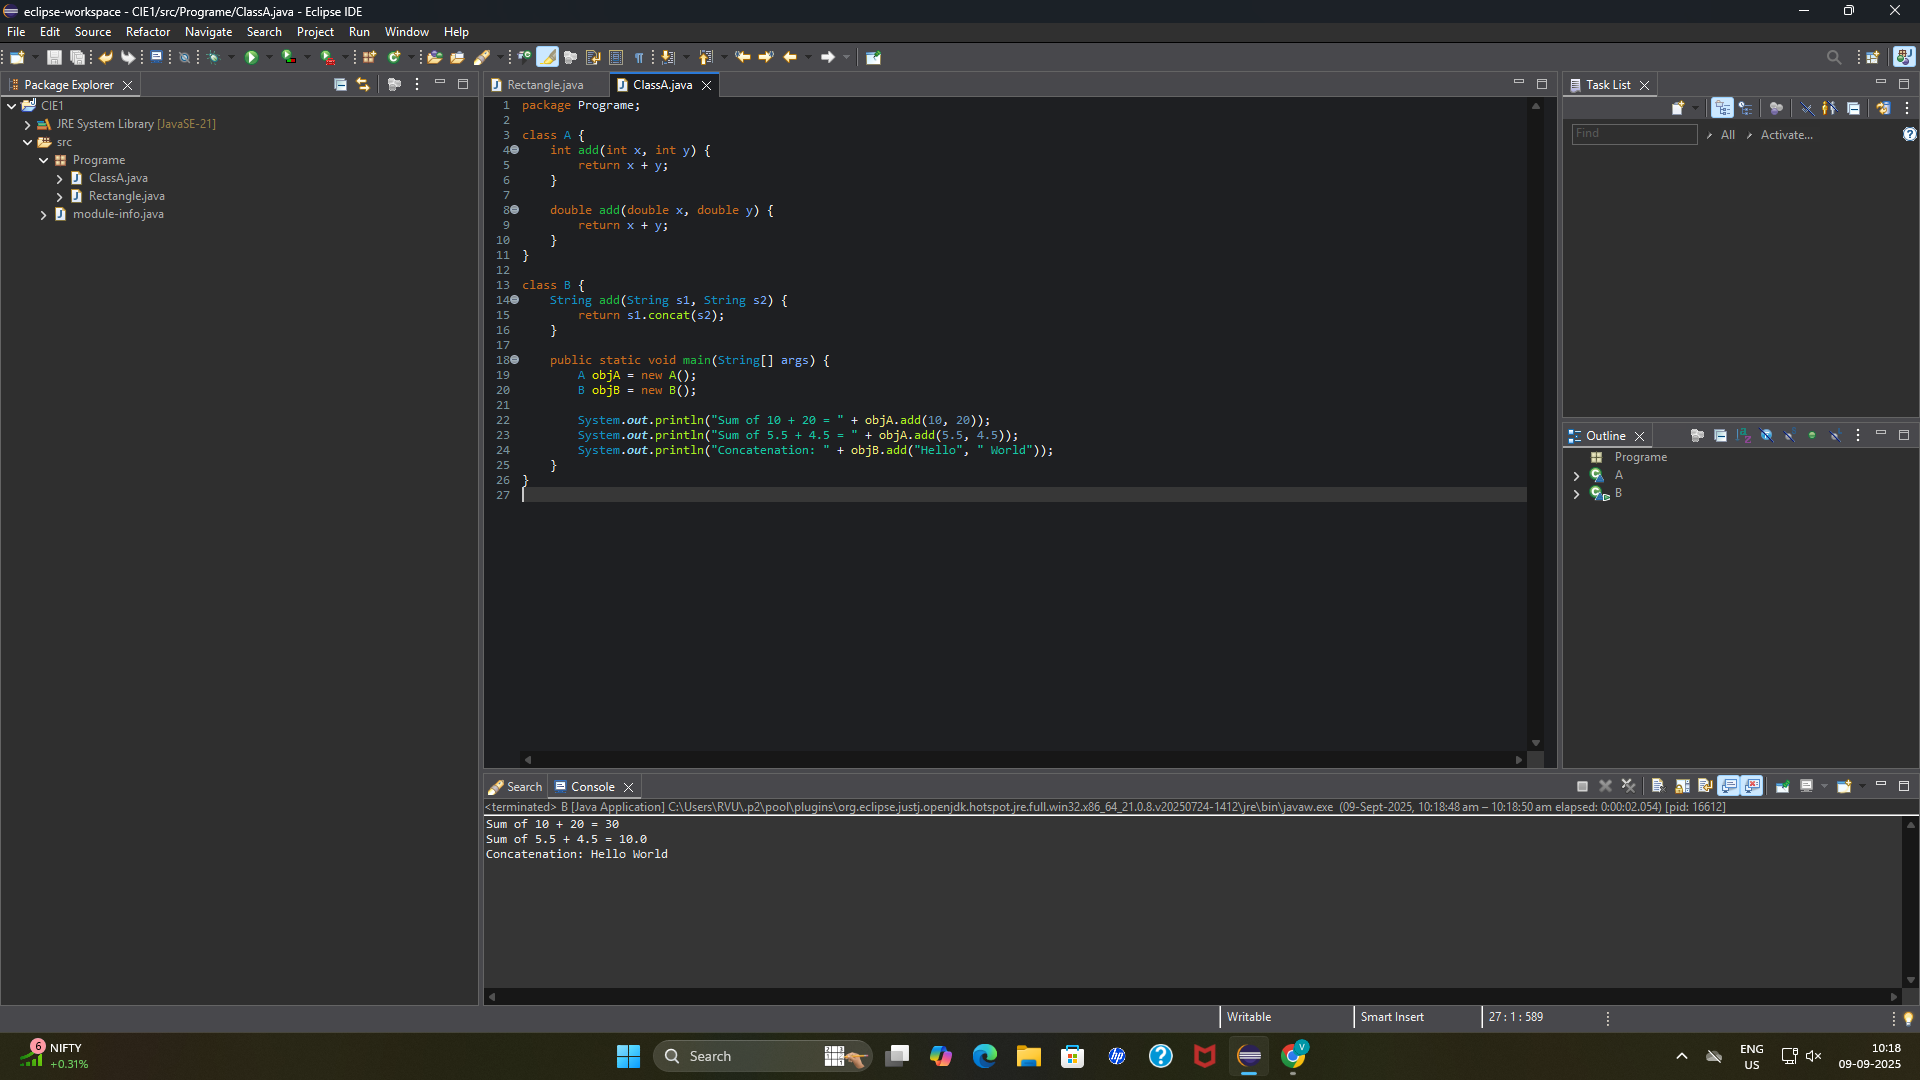 eclipse-workspace - CIE1/src/Programe/ClassA.java - Eclipse IDE
File Edit Source Refactor Navigate Search Project Run Window Help
Package Explorer
CIE1
JRE System Library [JavaSE-21]
src
Programe
ClassA.java
Rectangle.java
module-info.java
Rectangle.java ClassA.java
1 package Programe;
2
3 class A {
4 int add(int x, int y) {
5 return x + y;
6 }
7
8 double add(double x, double y) {
9 return x + y;
10 }
11 }
12
13 class B {
14 String add(String s1, String s2) {
15 return s1.concat(s2);
16 }
17
18 public static void main(String[] args) {
19 A objA = new A();
20 B objB = new B();
21
22 System.out.println("Sum of 10 + 20 = " + objA.add(10, 20));
23 System.out.println("Sum of 5.5 + 4.5 = " + objA.add(5.5, 4.5));
24 System.out.println("Concatenation: " + objB.add("Hello", " World"));
25 }
26 }
27
Task List
Find All Activate...
Outline
Programe
A
B
Search Console
<terminated> B [Java Application] C:\Users\RVU\.p2\pool\plugins\org.eclipse.justj.openjdk.hotspot.jre.full.win32.x86_64_21.0.8.v20250724-1412\jre\bin\javaw.exe (09-Sept-2025, 10:18:48 am – 10:18:50 am elapsed: 0:00:02.054) [pid: 16612]
Sum of 10 + 20 = 30
Sum of 5.5 + 4.5 = 10.0
Concatenation: Hello World
Writable Smart Insert 27 : 1 : 589
6 NIFTY
+0.31%
Search
hp
V
ENG
US
10:18
09-09-2025